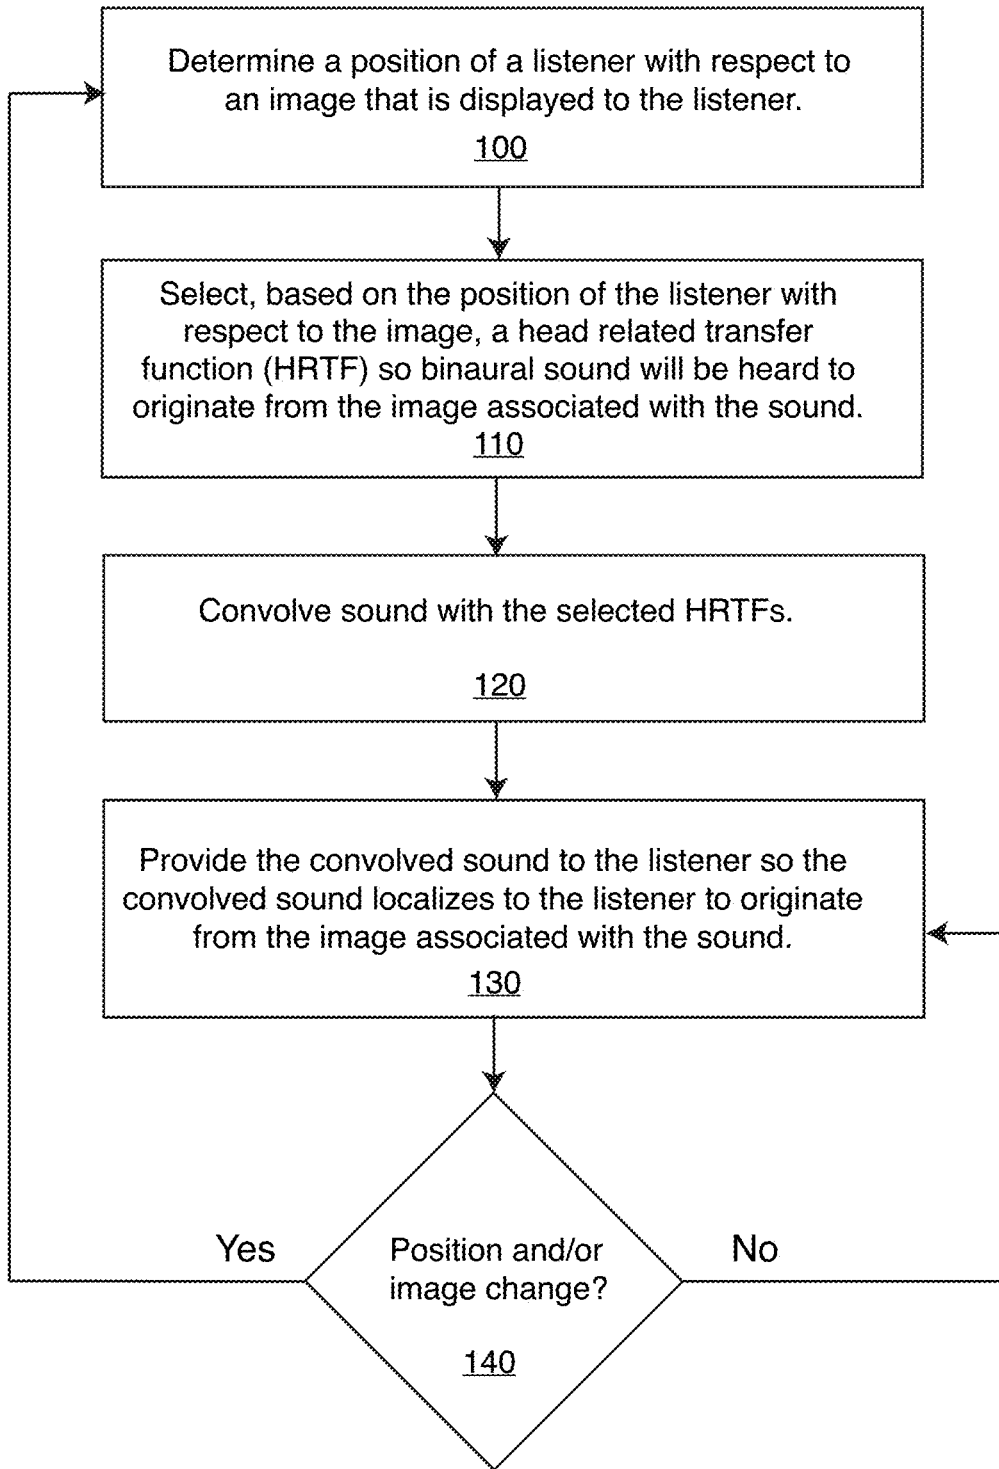 Determine a position of a listener with respect to
an image that is displayed to the listener.
100
Select, based on the position of the listener with
respect to the image, a head related transfer
function (HRTF) so binaural sound will be heard to
originate from the image associated with the sound.
110
Convolve sound with the selected HRTFs.
120
Provide the convolved sound to the listener so the
convolved sound localizes to the listener to originate
from the image associated with the sound.
130
Yes
No
Position and/or
image change?
140